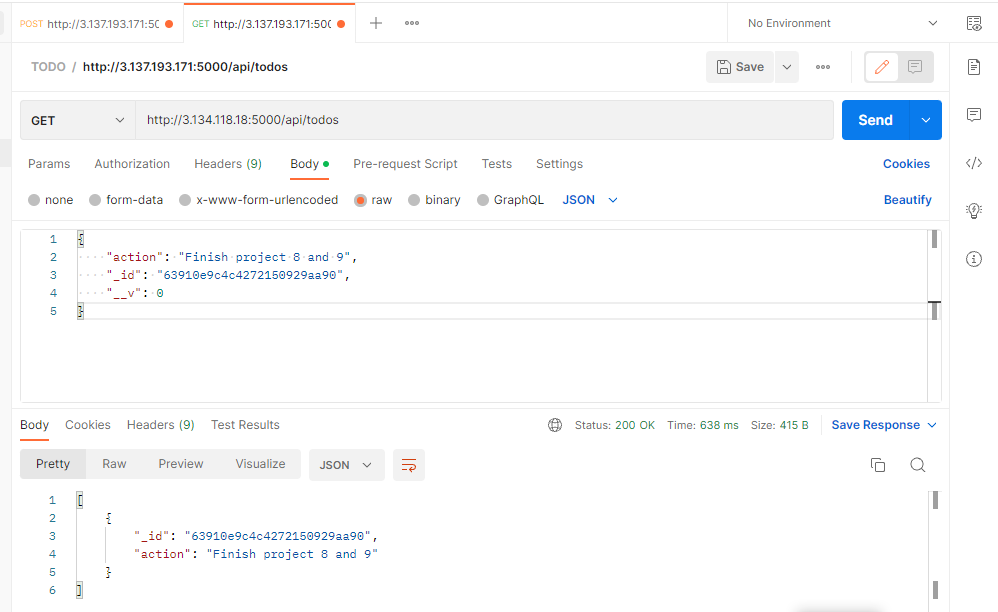 POST http://3.137.193.171:50 GET http://3.137.193.171:500 No Environment
TODO / http://3.137.193.171:5000/api/todos Save
GET http://3.134.118.18:5000/api/todos Send
Params Authorization Headers (9) Body Pre-request Script Tests Settings Cookies
none form-data x-www-form-urlencoded raw binary GraphQL JSON Beautify
1 {
2 "action": "Finish project 8 and 9",
3 "_id": "63910e9c4c4272150929aa90",
4 "__v": 0
5 }
Body Cookies Headers (9) Test Results Status: 200 OK Time: 638 ms Size: 415 B Save Response
Pretty Raw Preview Visualize JSON
1 [
2 {
3 "_id": "63910e9c4c4272150929aa90",
4 "action": "Finish project 8 and 9"
5 }
6 ]